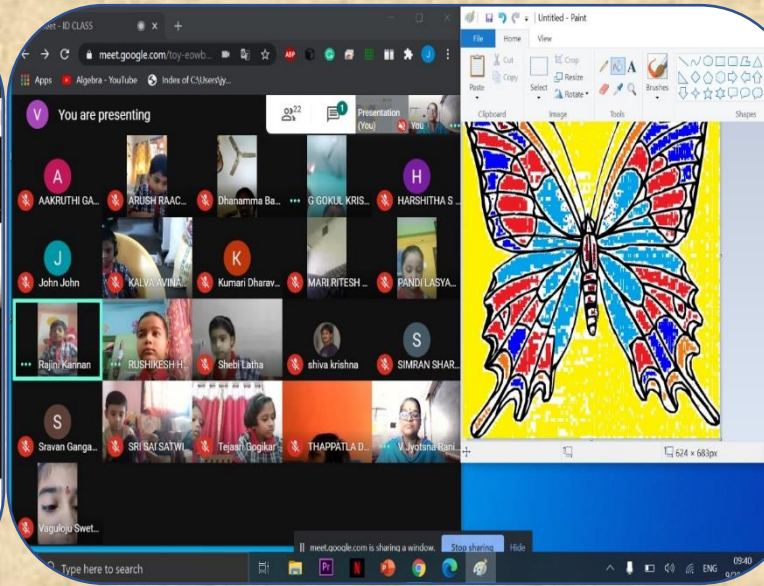 Meet - ID CLASS
meet.google.com/toy-eowb...
Apps
Algebra - YouTube
Index of C:\Users\jy...
V
You are presenting
22
1
Presentation (You)
You
A
AAKRUTHI GA...
ARUSH RAAC...
Dhanamma Ba...
G GOKUL KRIS...
H
HARSHITHA S ...
J
John John
KALVA AVINA...
K
Kumari Dharav...
MARI RITESH ...
PANDI LASYA...
Rajini Kannan
RUSHIKESH H...
Shebi Latha
shiva krishna
S
SIMRAN SHAR...
S
Sravan Ganga...
SRI SAI SATWI...
Tejasri Gogikar
THAPPATLA D...
V Jyotsna Rani...
Vaguloju Swet...
meet.google.com is sharing a window.
Stop sharing
Hide
Type here to search
Untitled - Paint
File
Home
View
Paste
Cut
Copy
Clipboard
Select
Crop
Resize
Rotate
Image
A
Tools
Brushes
Shapes
624 × 683px
ENG
09:40